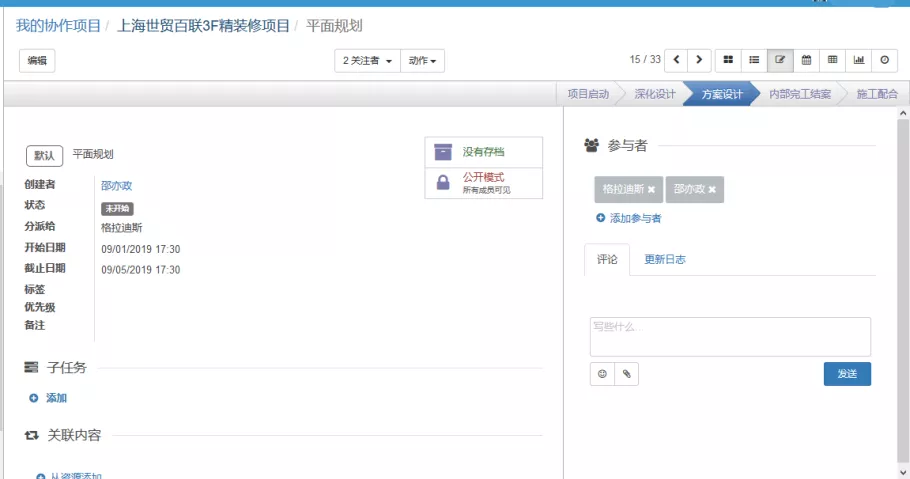 我的协作项目 / 上海世贸百联3F精装修项目 / 平面规划
编辑
2 关注者
动作
15 / 33
项目启动
深化设计
方案设计
内部完工结案
施工配合
默认 平面规划
没有存档
公开模式
所有成员可见
创建者 邵亦政
状态 未开始
分派给 格拉迪斯
开始日期 09/01/2019 17:30
截止日期 09/05/2019 17:30
标签
优先级
备注
子任务
添加
关联内容
从资源添加
参与者
格拉迪斯 ×
邵亦政 ×
添加参与者
评论
更新日志
写些什么...
发送